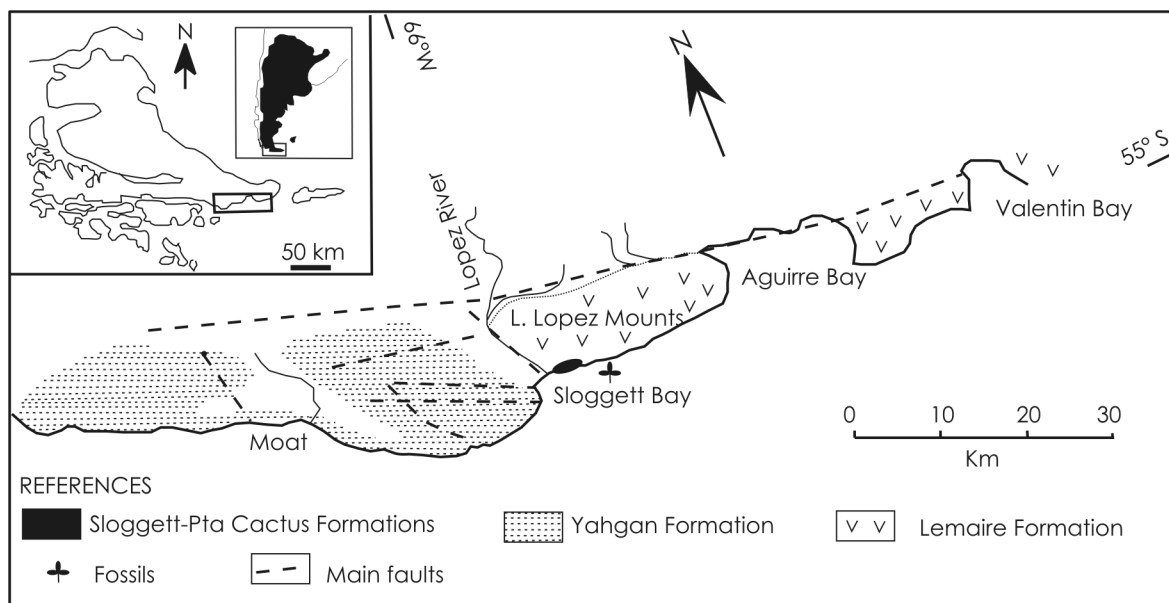 N
50 km
66°W
N
55° S
Lopez River
Valentin Bay
Aguirre Bay
L. Lopez Mounts
Sloggett Bay
Moat
0 10 20 30
Km
REFERENCES
Sloggett-Pta Cactus Formations
Yahgan Formation
Lemaire Formation
Fossils
Main faults